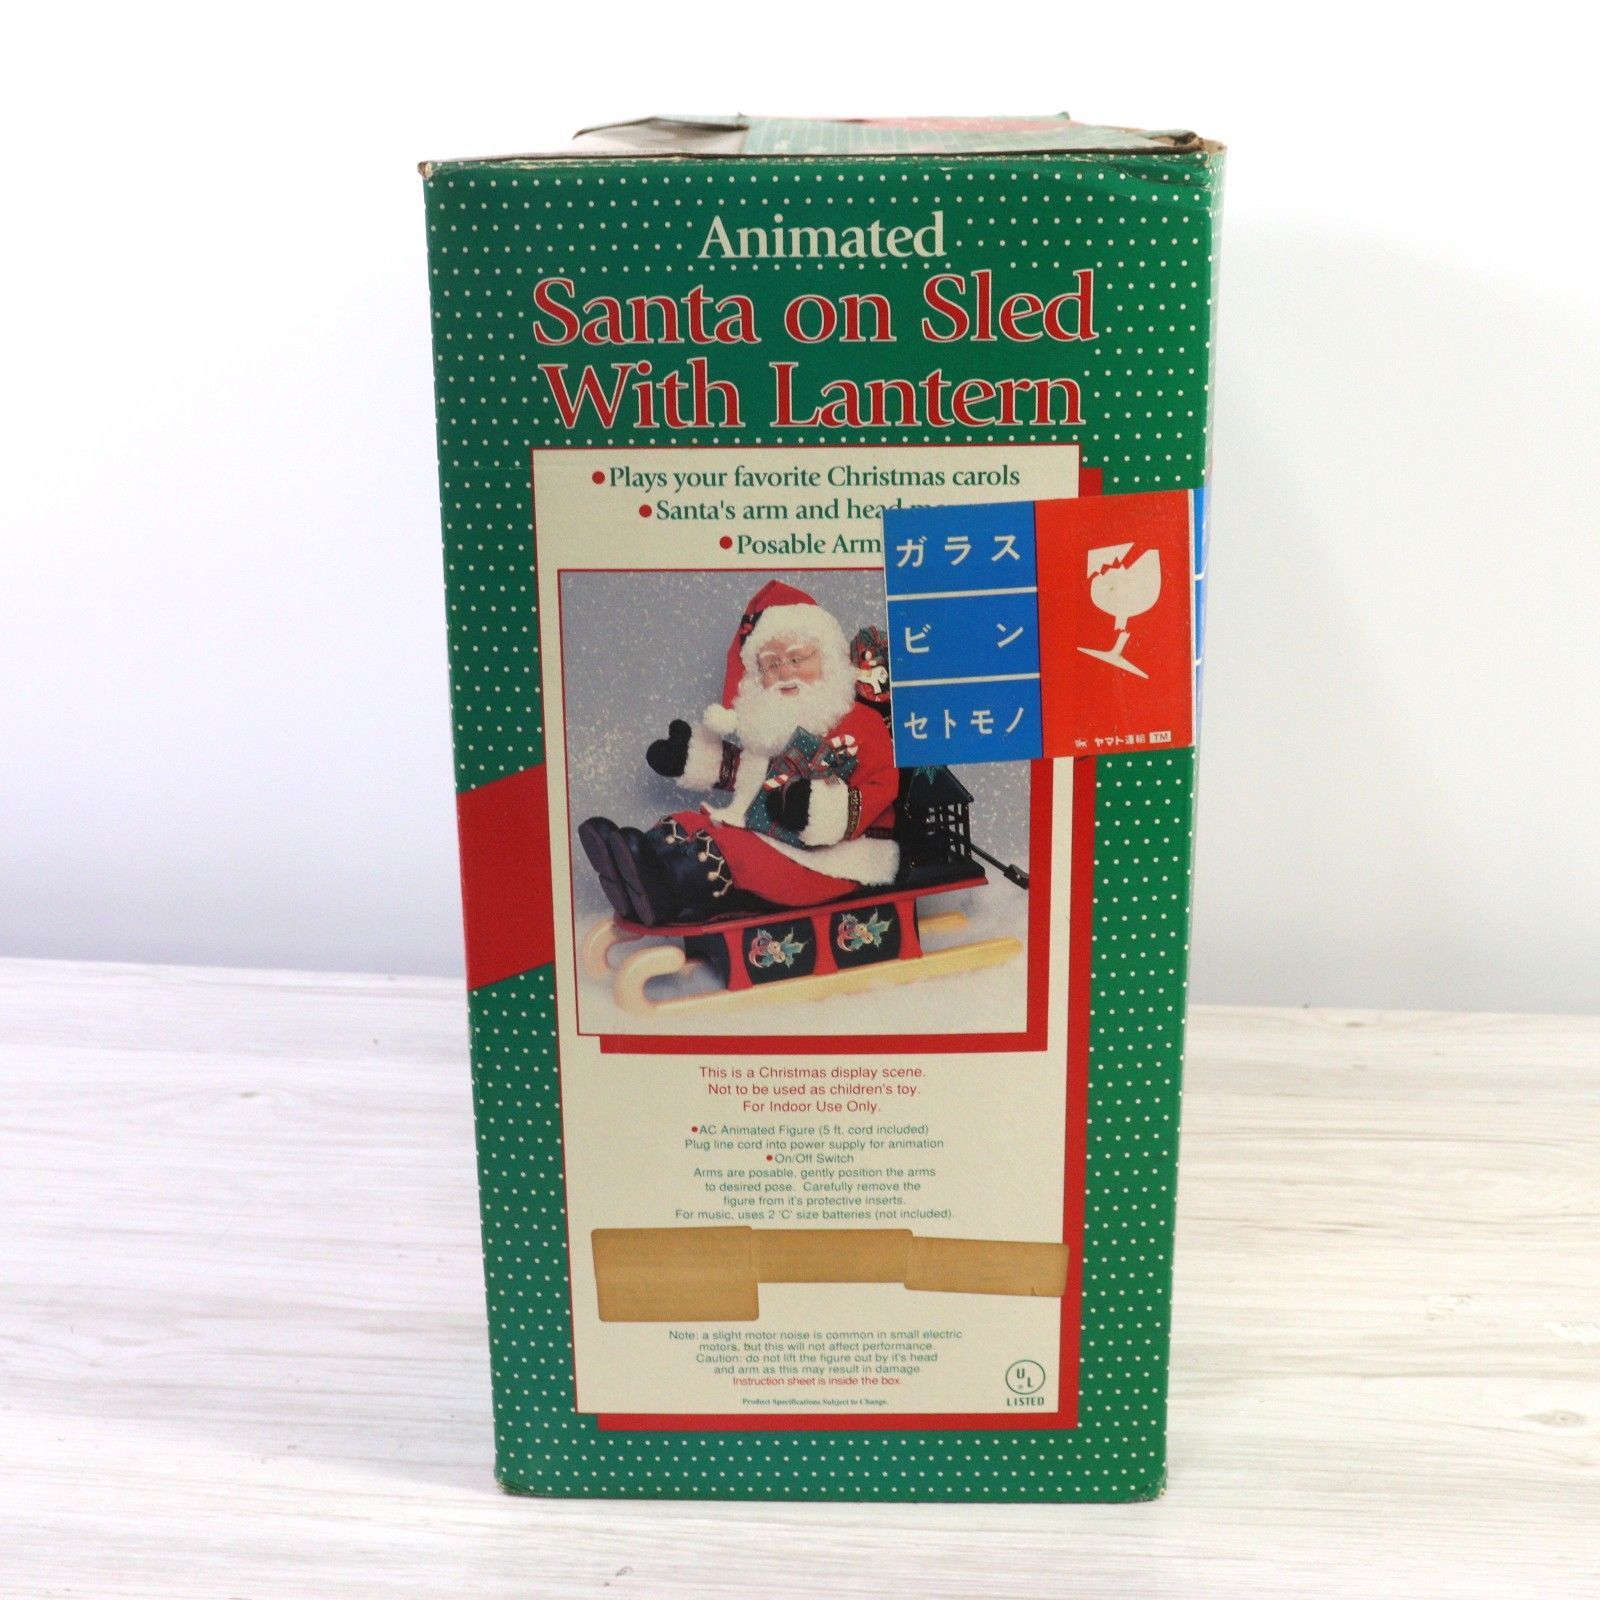 Animated
Santa on Sled
With Lantern
•Plays your favorite Christmas carols
•Santa's arm and head
•Posable Arm
ガラス
ビン
セトモノ
ヤマト運輸 TM
This is a Christmas display scene.
Not to be used as children's toy.
For Indoor Use Only.
•AC Animated Figure (5 ft. cord included)
Plug line cord into power supply for animation
•On/Off Switch
Arms are posable, gently position the arms
to desired pose. Carefully remove the
figure from it's protective inserts.
For music, uses 2 'C' size batteries (not included).
Note: a slight motor noise is common in small electric
motors, but this will not affect performance.
Caution: do not lift the figure out by it's head
and arm as this may result in damage.
Instruction sheet is inside the box.
Product Specifications Subject to Change.
UL
LISTED